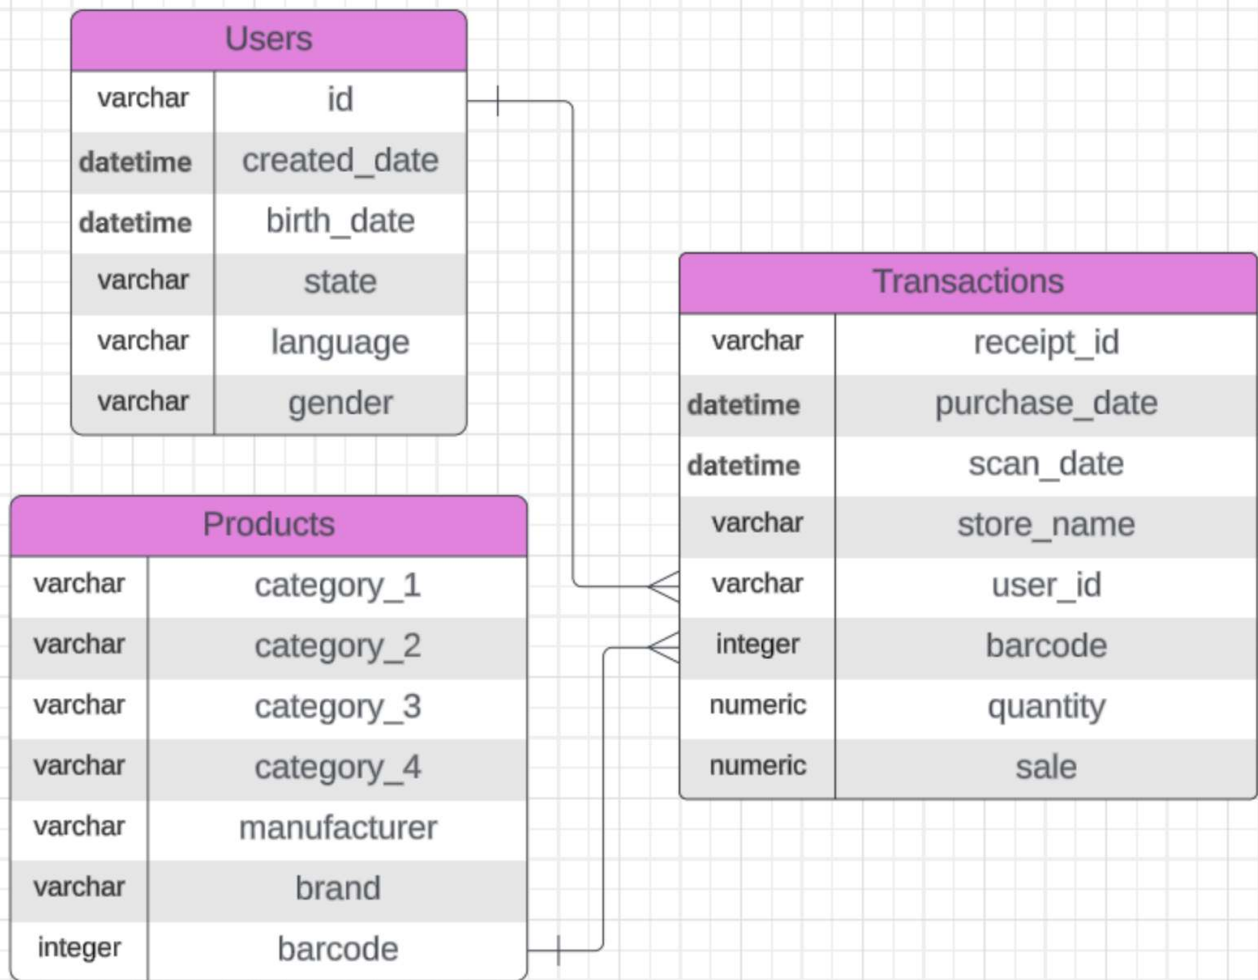 Users
varchar id
datetime created_date
datetime birth_date
varchar state
varchar language
varchar gender
Products
varchar category_1
varchar category_2
varchar category_3
varchar category_4
varchar manufacturer
varchar brand
integer barcode
Transactions
varchar receipt_id
datetime purchase_date
datetime scan_date
varchar store_name
varchar user_id
integer barcode
numeric quantity
numeric sale